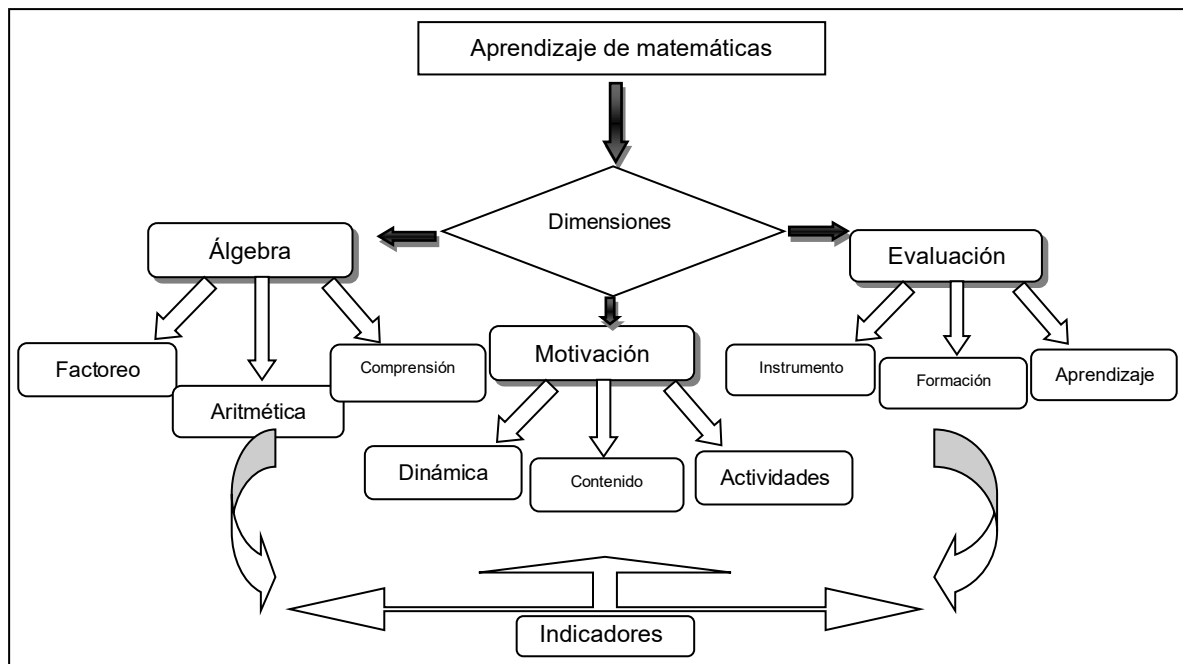 Aprendizaje de matemáticas
Dimensiones
Álgebra
Evaluación
Motivación
Factoreo
Aritmética
Comprensión
Dinámica
Contenido
Actividades
Instrumento
Formación
Aprendizaje
Indicadores